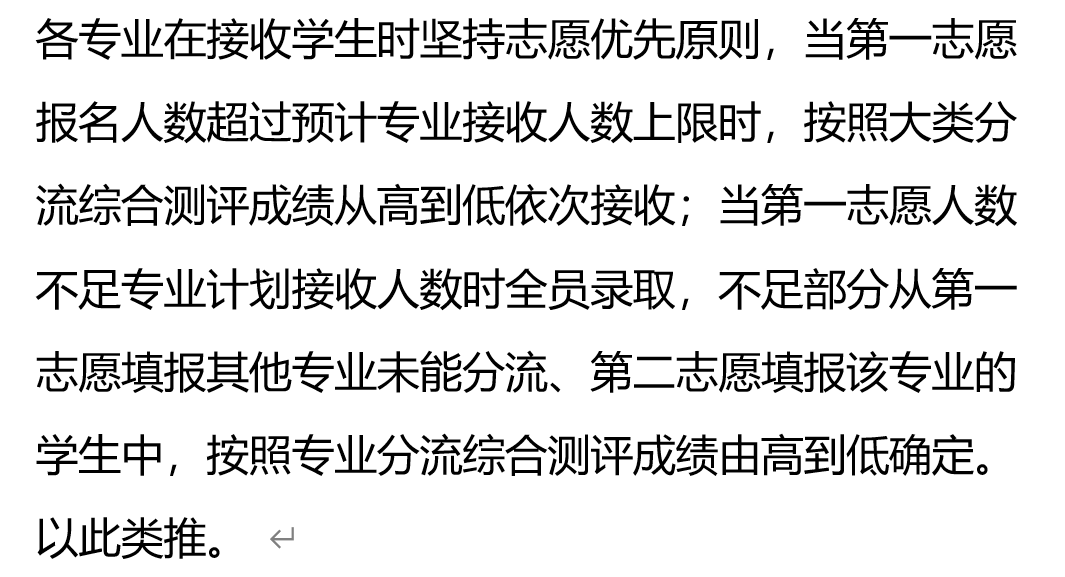 各专业在接收学生时坚持志愿优先原则，当第一志愿
报名人数超过预计专业接收人数上限时，按照大类分
流综合测评成绩从高到低依次接收；当第一志愿人数
不足专业计划接收人数时全员录取，不足部分从第一
志愿填报其他专业未能分流、第二志愿填报该专业的
学生中，按照专业分流综合测评成绩由高到低确定。
以此类推。